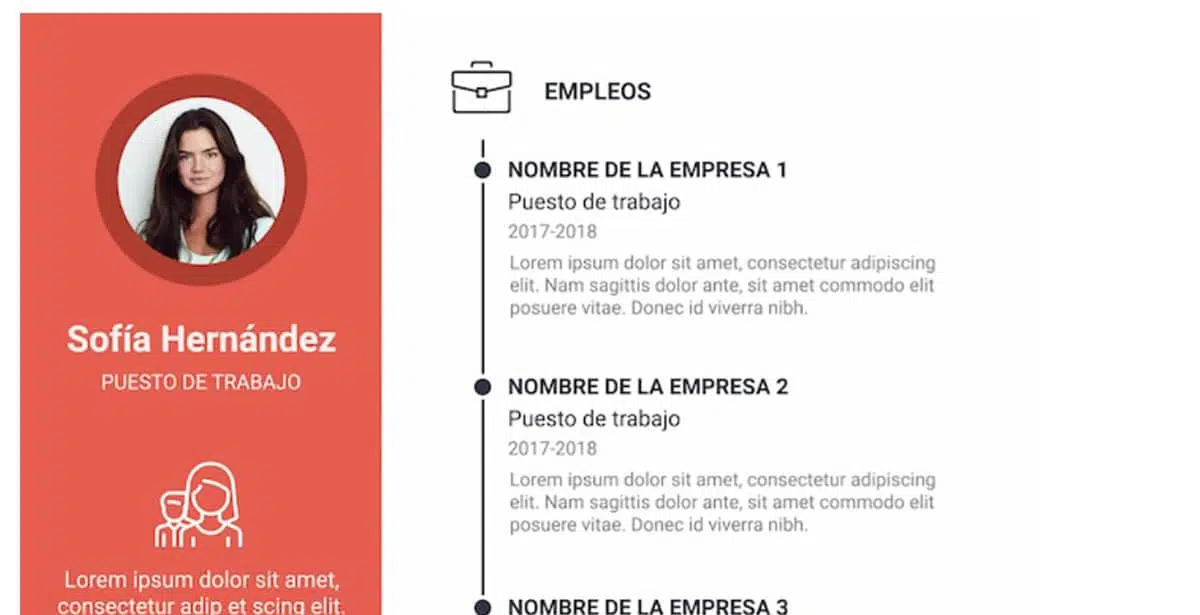 Sofía Hernández
PUESTO DE TRABAJO
Lorem ipsum dolor sit amet,
consectetur adip et scing elit.
EMPLEOS
NOMBRE DE LA EMPRESA 1
Puesto de trabajo
2017-2018
Lorem ipsum dolor sit amet, consectetur adipiscing
elit. Nam sagittis dolor ante, sit amet commodo elit
posuere vitae. Donec id viverra nibh.
NOMBRE DE LA EMPRESA 2
Puesto de trabajo
2017-2018
Lorem ipsum dolor sit amet, consectetur adipiscing
elit. Nam sagittis dolor ante, sit amet commodo elit
posuere vitae. Donec id viverra nibh.
NOMBRE DE LA EMPRESA 3